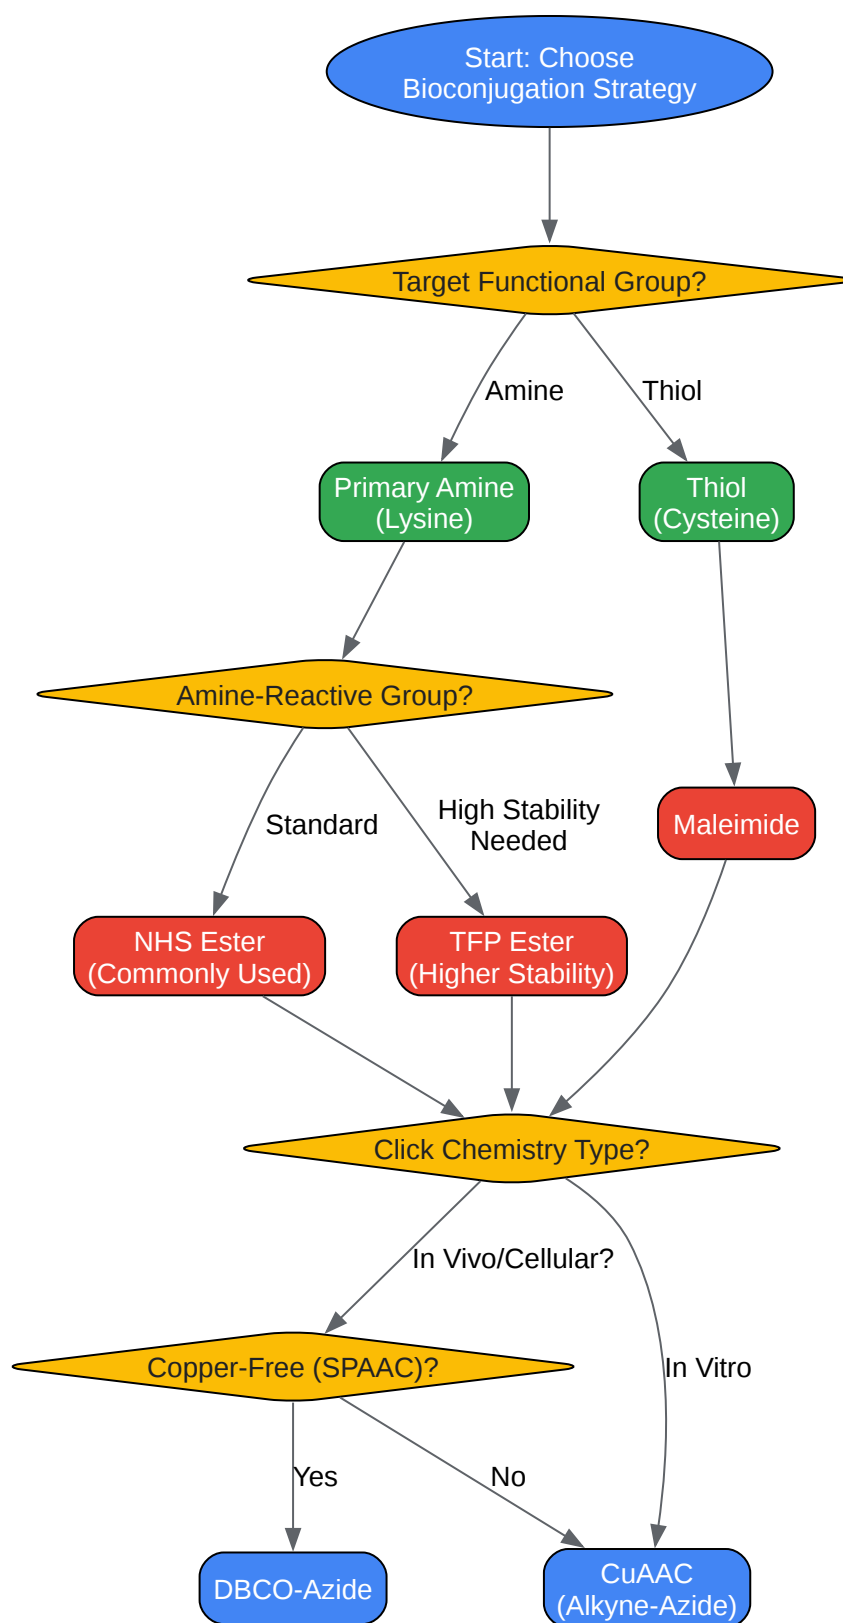 Start: Choose
Bioconjugation Strategy
Target Functional Group?
Amine
Thiol
Primary Amine
(Lysine)
Thiol
(Cysteine)
Amine-Reactive Group?
Standard
High Stability
Needed
Maleimide
NHS Ester
(Commonly Used)
TFP Ester
(Higher Stability)
Click Chemistry Type?
In Vivo/Cellular?
Copper-Free (SPAAC)?
In Vitro
Yes
No
DBCO-Azide
CuAAC
(Alkyne-Azide)